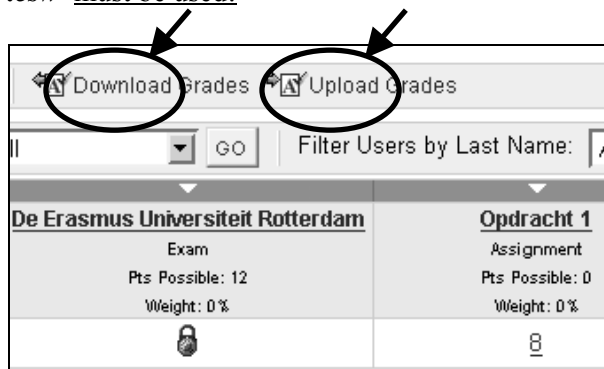 must be used.
Download Grades Upload Grades
GO Filter Users by Last Name:
De Erasmus Universiteit Rotterdam Opdracht 1
Exam Assignment
Pts Possible: 12 Pts Possible: 0
Weight: 0% Weight: 0%
8